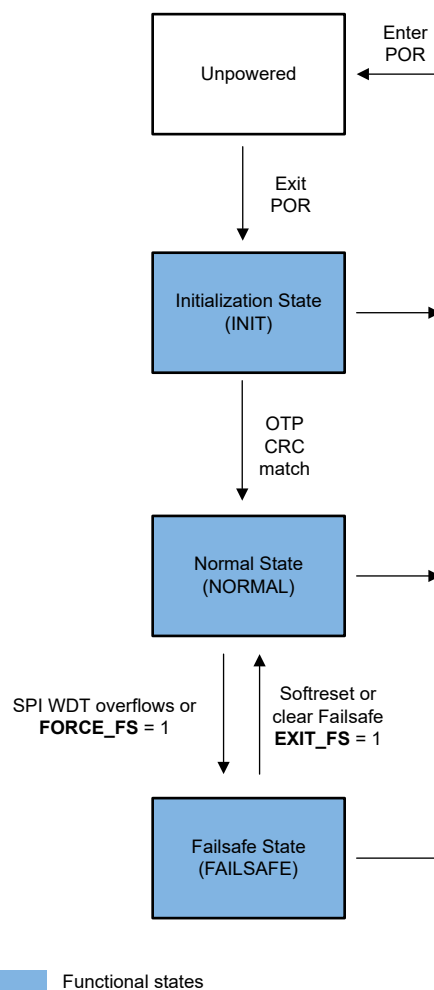 Enter
POR
Unpowered
Exit
POR
Initialization State
(INIT)
OTP
CRC
match
Normal State
(NORMAL)
SPI WDT overflows or
FORCE_FS = 1
Softreset or
clear Failsafe
EXIT_FS = 1
Failsafe State
(FAILSAFE)
Functional states